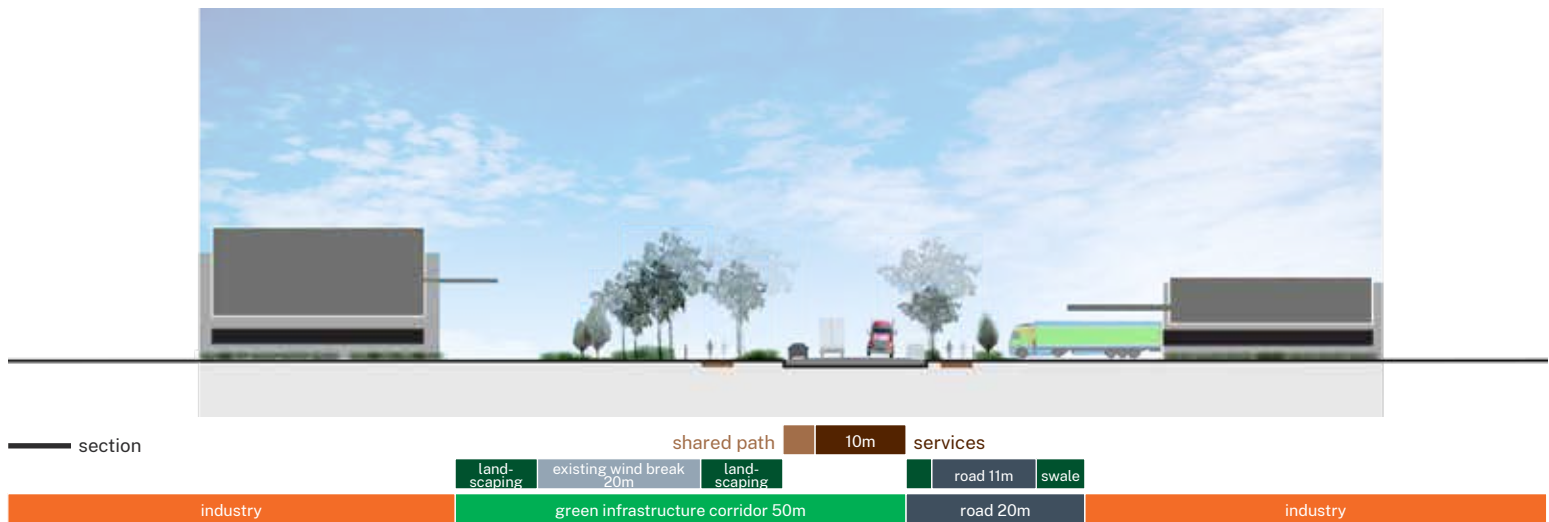 section
shared path
10m
services
land-
scaping
existing wind break
20m
land-
scaping
road 11m
swale
industry
green infrastructure corridor 50m
road 20m
industry